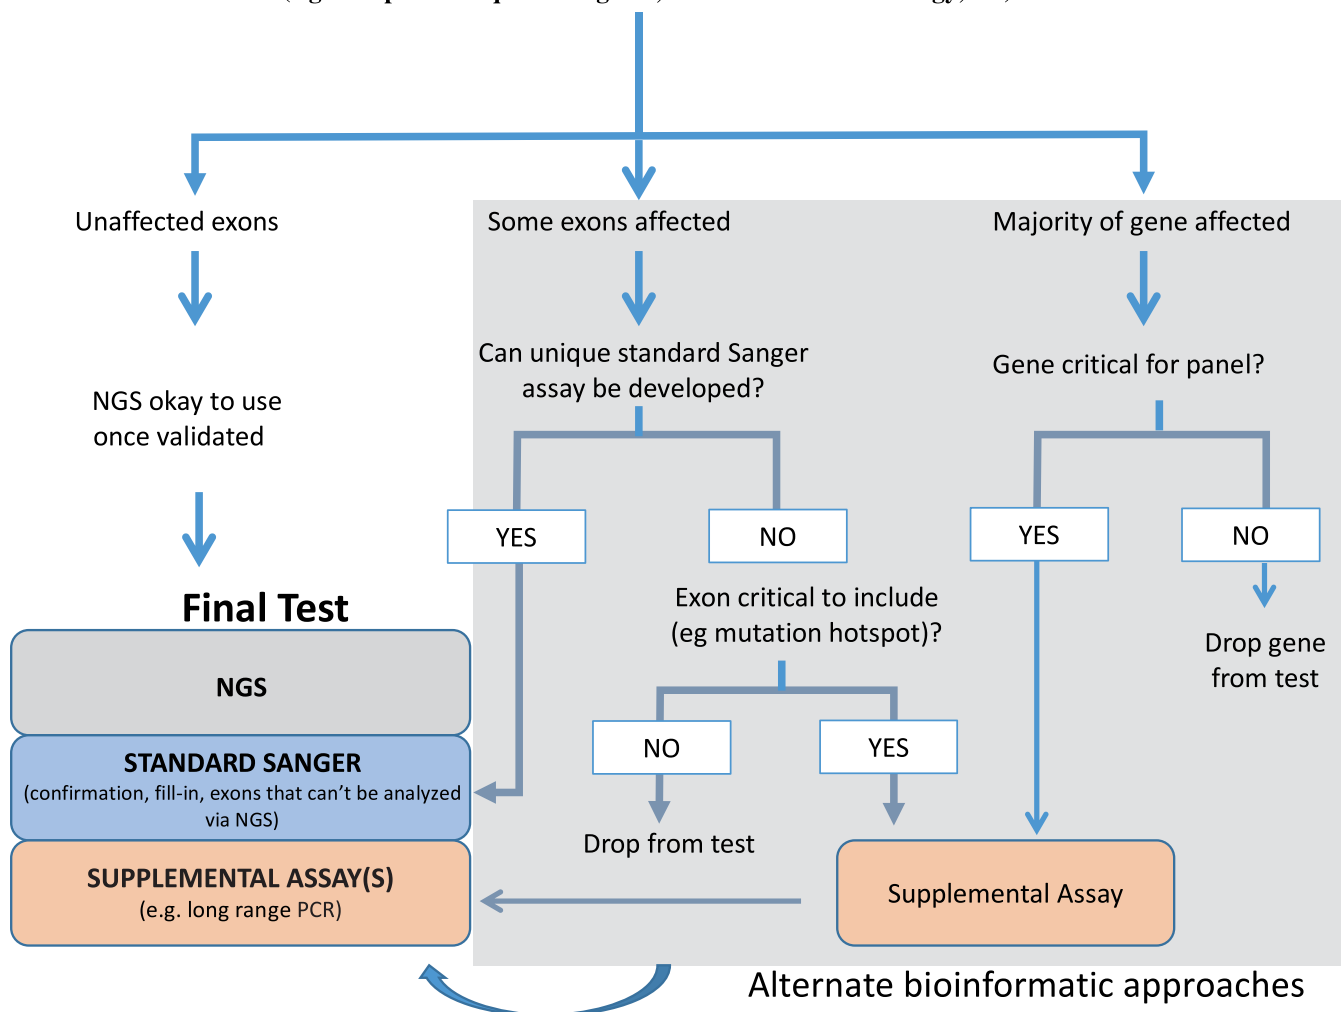 Unaffected exons
Some exons affected
Majority of gene affected
Can unique standard Sanger
assay be developed?
Gene critical for panel?
NGS okay to use
once validated
YES
NO
YES
NO
Exon critical to include
(eg mutation hotspot)?
Drop gene
from test
Final Test
NGS
NO
YES
STANDARD SANGER
(confirmation, fill-in, exons that can’t be analyzed
via NGS)
Drop from test
SUPPLEMENTAL ASSAY(S)
(e.g. long range PCR)
Supplemental Assay
Alternate bioinformatic approaches